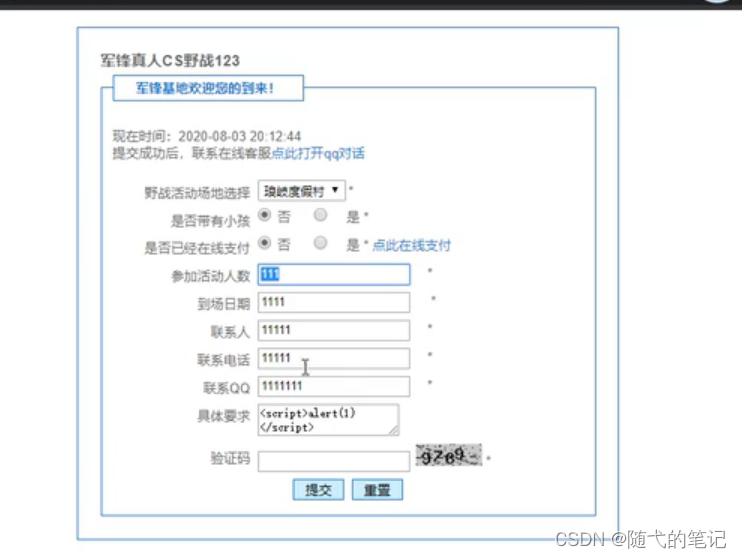 军锋真人CS野战123
军锋基地欢迎您的到来！
现在时间：2020-08-03 20:12:44
提交成功后，联系在线客服点此打开qq对话
野战活动场地选择 琅岐度假村 ▼ *
是否带有小孩 否 是 *
是否已经在线支付 否 是 * 点此在线支付
参加活动人数 111 *
到场日期 1111 *
联系人 11111 *
联系电话 11111 *
联系QQ 1111111 *
具体要求 <script>alert(1)
</script>
验证码 9769 *
提交 重置
CSDN @随弋的笔记